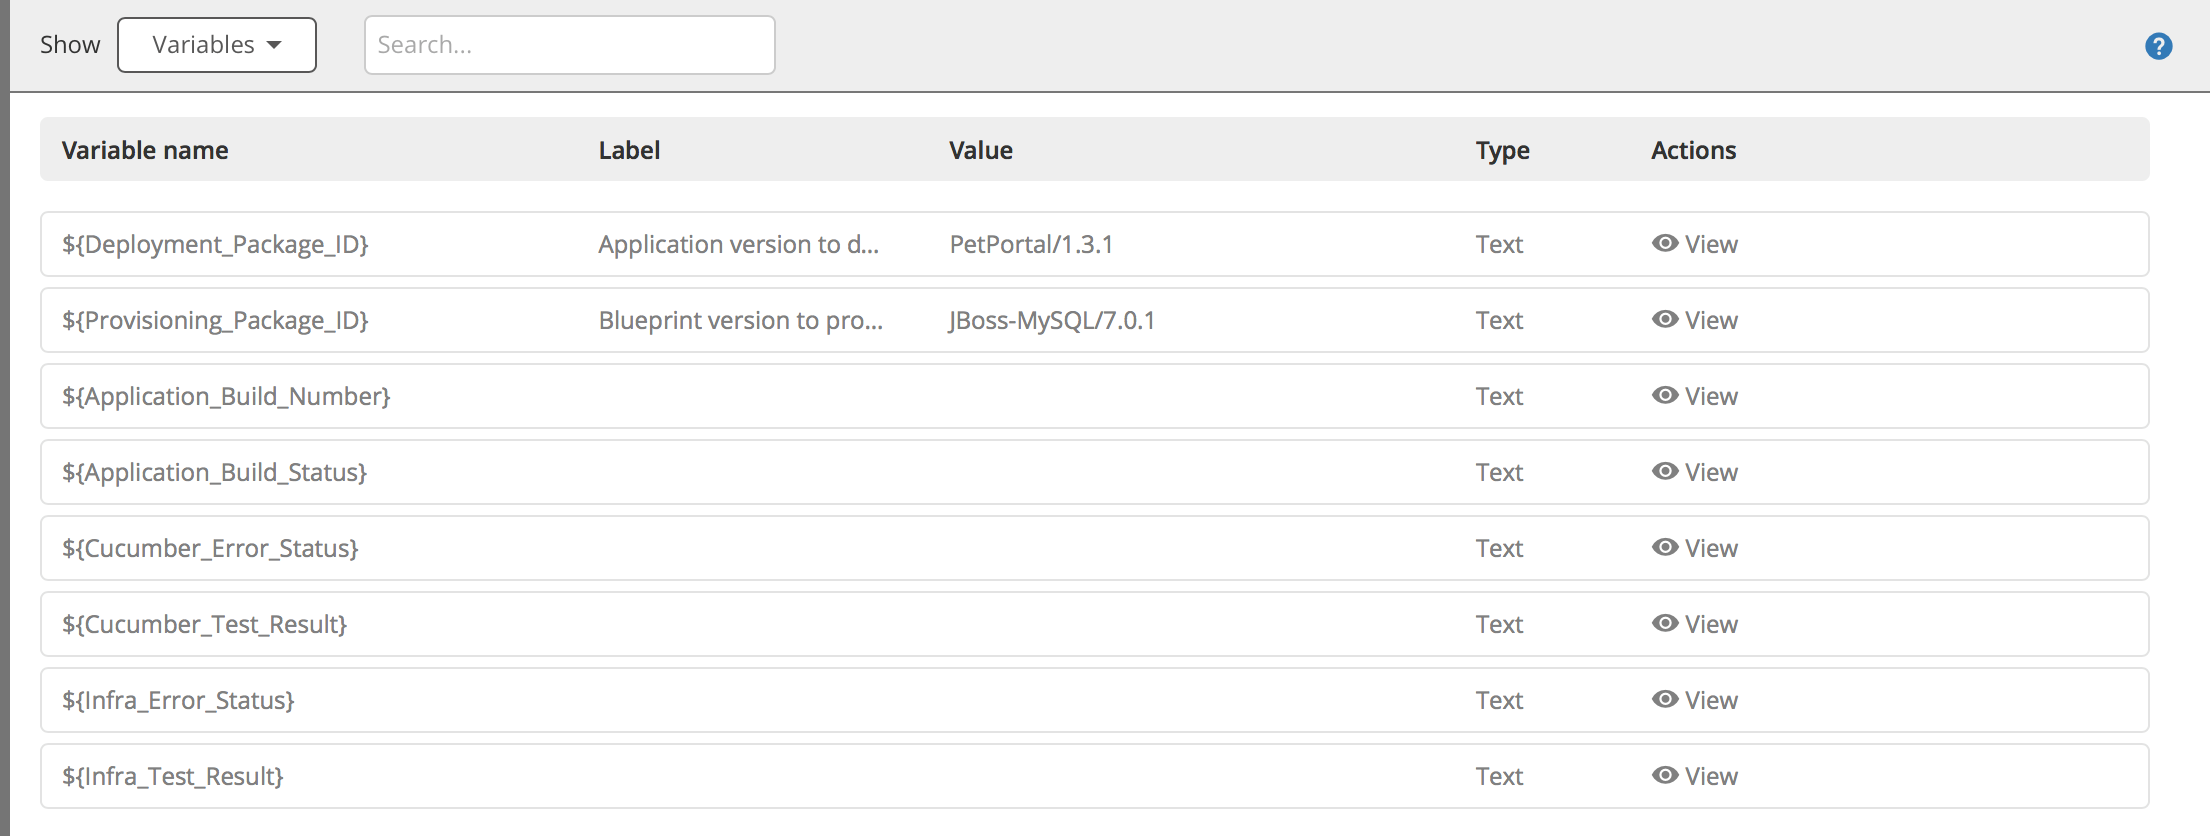 Show Variables Search... ?
Variable name Label Value Type Actions
${Deployment_Package_ID} Application version to d... PetPortal/1.3.1 Text View
${Provisioning_Package_ID} Blueprint version to pro... JBoss-MySQL/7.0.1 Text View
${Application_Build_Number} Text View
${Application_Build_Status} Text View
${Cucumber_Error_Status} Text View
${Cucumber_Test_Result} Text View
${Infra_Error_Status} Text View
${Infra_Test_Result} Text View